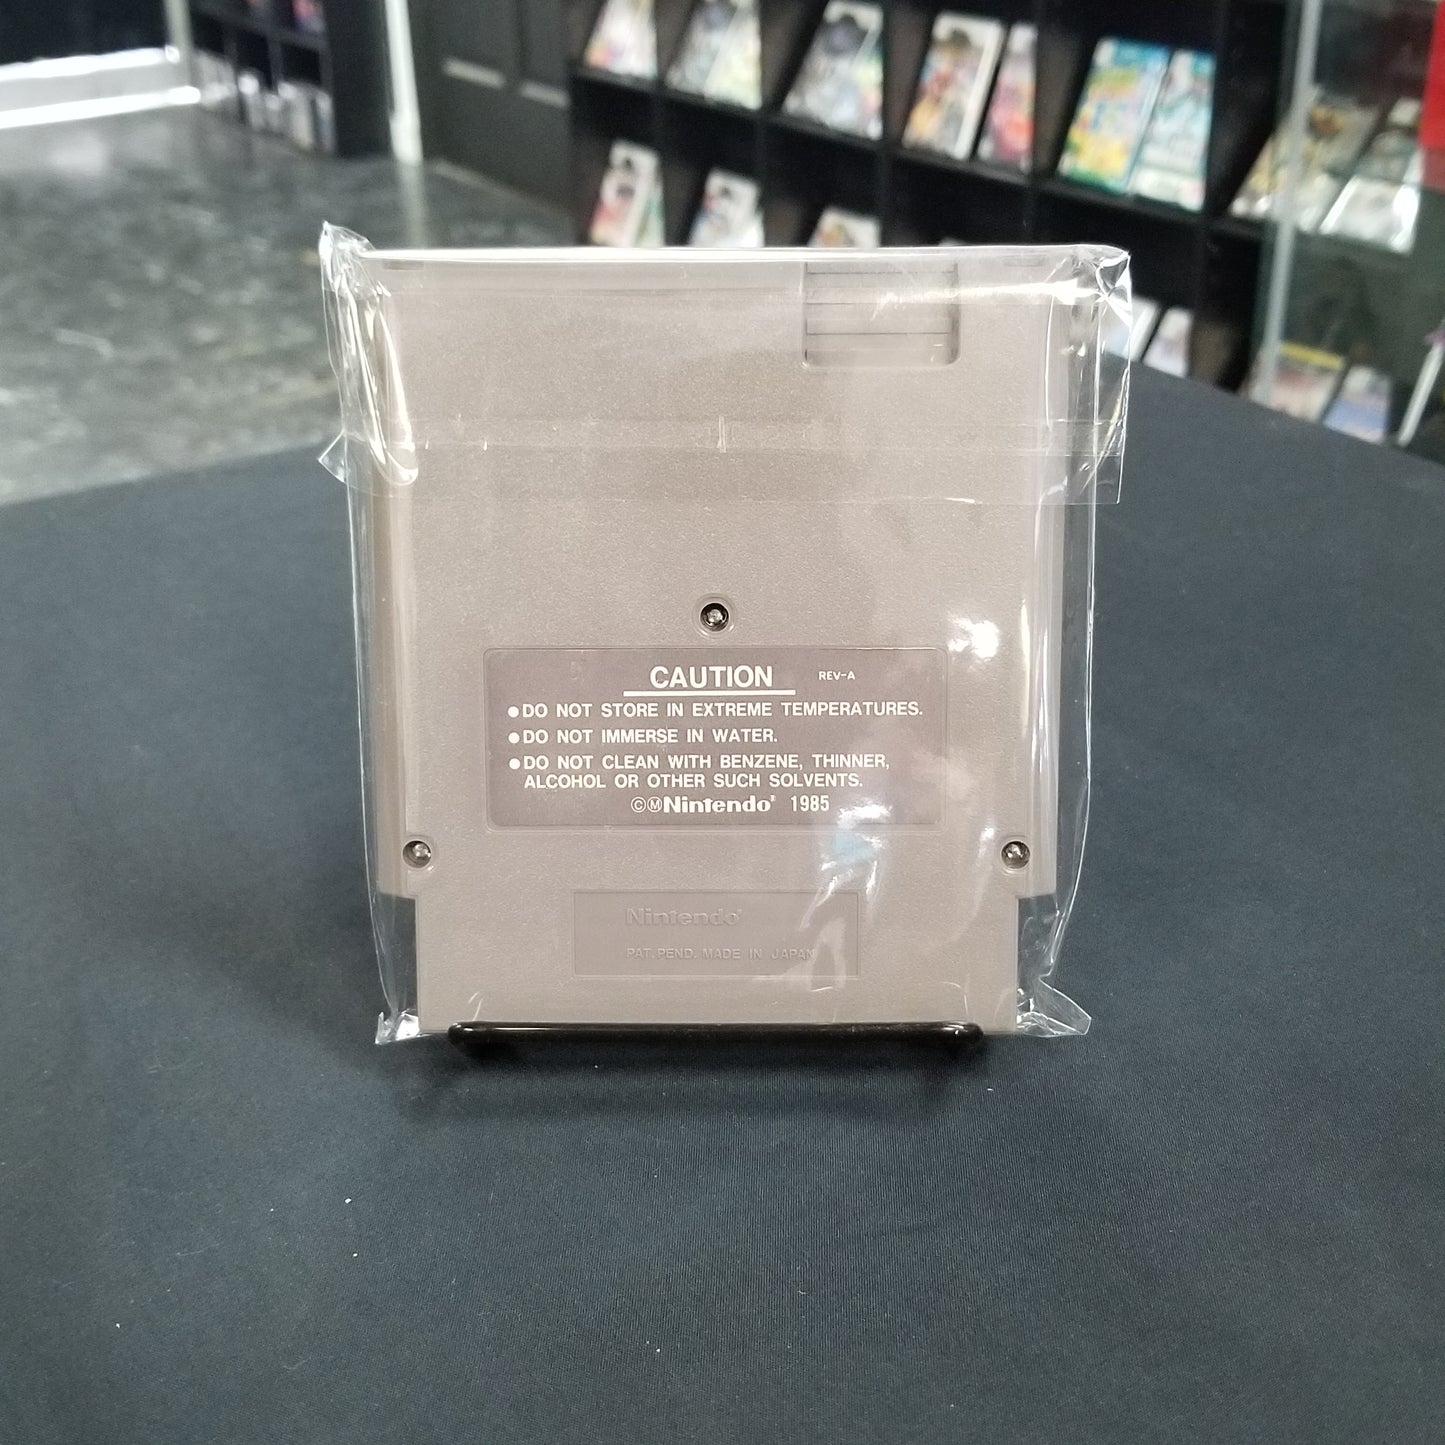 CAUTION REV-A
●DO NOT STORE IN EXTREME TEMPERATURES.
●DO NOT IMMERSE IN WATER.
●DO NOT CLEAN WITH BENZENE, THINNER,
ALCOHOL OR OTHER SUCH SOLVENTS.
©ⓂNintendo® 1985
Nintendo®
PAT. PEND. MADE IN JAPAN